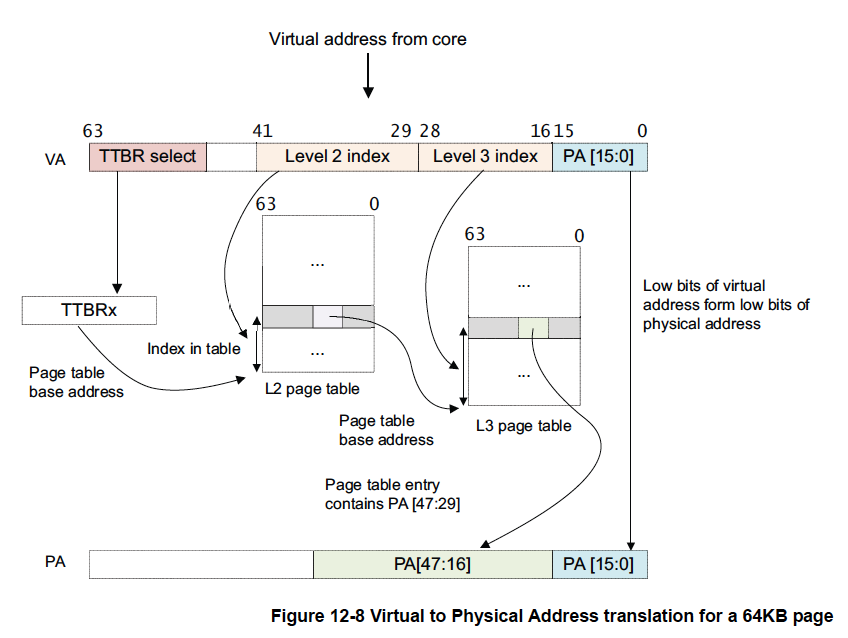 Virtual address from core
63 41 29 28 16 15 0
VA TTBR select Level 2 index Level 3 index PA [15:0]
63 0
63 0
...
...
Low bits of virtual
address form low bits of
physical address
TTBRx
Index in table
...
Page table
base address
L2 page table
...
Page table
base address
L3 page table
Page table entry
contains PA [47:29]
PA PA[47:16] PA [15:0]
Figure 12-8 Virtual to Physical Address translation for a 64KB page